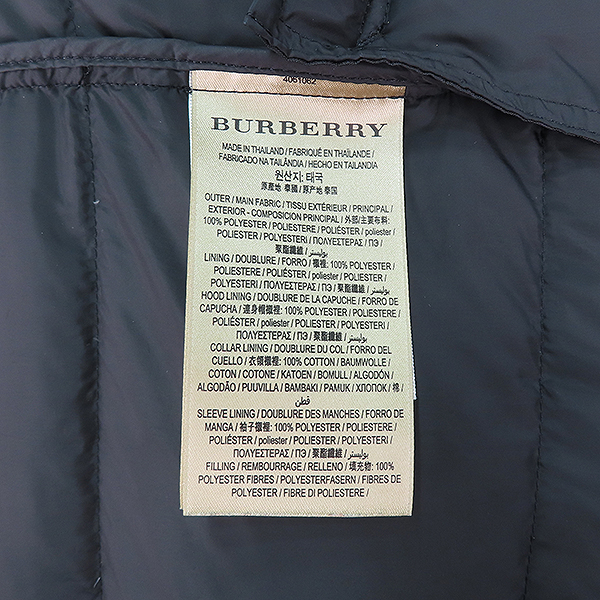 4061062
BURBERRY
MADE IN THAILAND / FABRIQUÉ EN THAÏLANDE /
FABRICADO NA TAILÂNDIA / HECHO EN TAILANDIA
원산지: 태국
原產地 泰國 / 原产地 泰国
OUTER / MAIN FABRIC / TISSU EXTÉRIEUR / PRINCIPAL /
EXTERIOR - COMPOSICION PRINCIPAL / 外部/主要布料:
100% POLYESTER / POLIESTERE / POLIÉSTER / poliester /
POLIESTER / POLYESTERİ / ΠΟΛΥΕΣΤΕΡΑΣ / ПЭ /
聚酯纖維 / بوليستر /
LINING / DOUBLURE / FORRO / 襯裡: 100% POLYESTER /
POLIESTERE / POLIÉSTER / poliester / POLIESTER /
POLYESTERİ / ΠΟΛΥΕΣΤΕΡΑΣ / ПЭ / 聚酯纖維 / بوليستر /
HOOD LINING / DOUBLURE DE LA CAPUCHE / FORRO DE
CAPUCHA / 連身帽襯裡: 100% POLYESTER / POLIESTERE /
POLIÉSTER / poliester / POLIESTER / POLYESTERİ /
ΠΟΛΥΕΣΤΕΡΑΣ / ПЭ / 聚酯纖維 / بوليستر /
COLLAR LINING / DOUBLURE DU COL / FORRO DEL
CUELLO / 衣領襯裡: 100% COTTON / BAUMWOLLE /
COTON / COTONE / KATOEN / BOMULL / ALGODÓN /
ALGODÃO / PUUVILLA / BAMBAKI / PAMUK / ХЛОПОК / 棉 /
قطن
SLEEVE LINING / DOUBLURE DES MANCHES / FORRO DE
MANGA / 袖子襯裡: 100% POLYESTER / POLIESTERE /
POLIÉSTER / poliester / POLIESTER / POLYESTERİ /
ΠΟΛΥΕΣΤΕΡΑΣ / ПЭ / 聚酯纖維 / بوليستر /
FILLING / REMBOURRAGE / RELLENO / 填充物: 100%
POLYESTER FIBRES / POLYESTERFASERN / FIBRES DE
POLYESTER / FIBRE DI POLIESTERE /